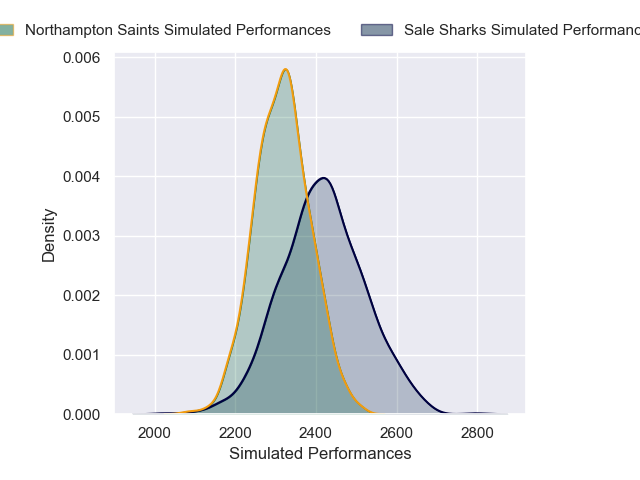 Northampton Saints Simulated Performances
Sale Sharks Simulated
0.006
0.005
0.004
0.003
0.002
0.001
0.000
Density
2000 2200 2400 2600 2800
Simulated Performances